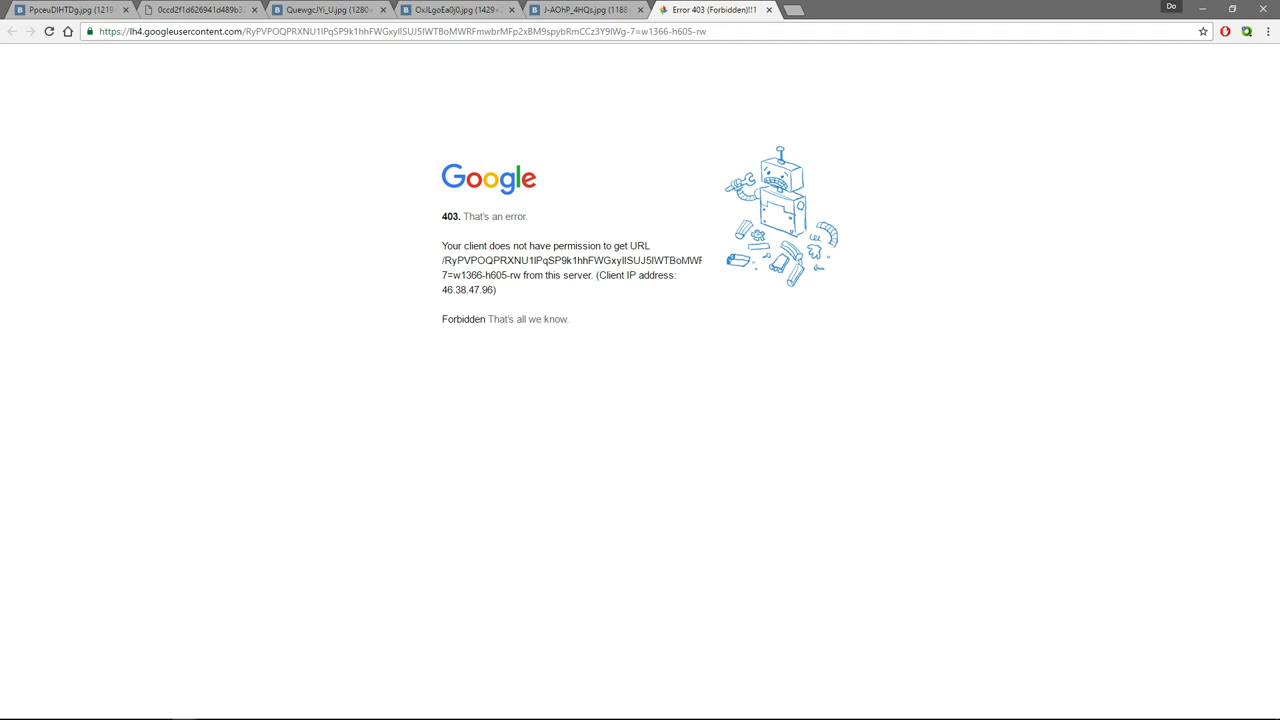 PpceuDIHTDg.jpg (1219×
0ccd2f1d626941d489b3.
QuewgcJYi_U.jpg (1280×
OxJLgoEa0j0.jpg (1429×
J-AOhP_4HQs.jpg (1188×
Error 403 (Forbidden)!!1
Do
https://lh4.googleusercontent.com/RyPVPOQPRXNU1lPqSP9k1hhFWGxyllSUJ5IWTBoMWRFmwbrMFp2xBM9spybRmCCz3Y9lWg-7=w1366-h605-rw
Google
403. That's an error.
Your client does not have permission to get URL
/RyPVPOQPRXNU1lPqSP9k1hhFWGxyllSUJ5IWTBoMWF
7=w1366-h605-rw from this server. (Client IP address:
46.38.47.96)
Forbidden That's all we know.